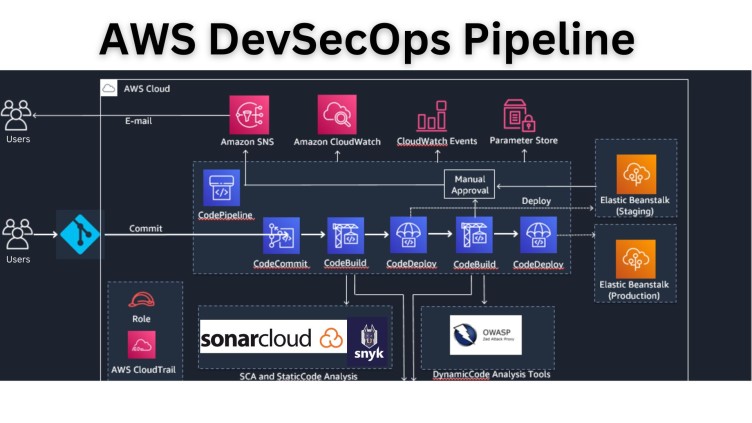 AWS DevSecOps Pipeline
AWS Cloud
Users
E-mail
Amazon SNS
Amazon CloudWatch
CloudWatch Events
Parameter Store
CodePipeline
Manual
Approval
Elastic Beanstalk
(Staging)
Deploy
Users
Commit
CodeCommit
CodeBuild
CodeDeploy
CodeBuild
CodeDeploy
Elastic Beanstalk
(Production)
Role
AWS CloudTrail
sonarcloud
snyk
SCA and StaticCode Analysis
OWASP
Zed Attack Proxy
DynamicCode Analysis Tools